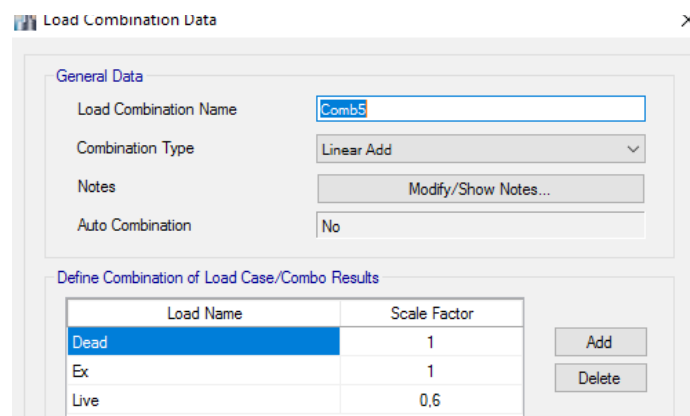 Load Combination Data
General Data
Load Combination Name Comb5
Combination Type Linear Add
Notes Modify/Show Notes...
Auto Combination No
Define Combination of Load Case/Combo Results
Load Name Scale Factor
Dead 1 Add
Ex 1 Delete
Live 0,6